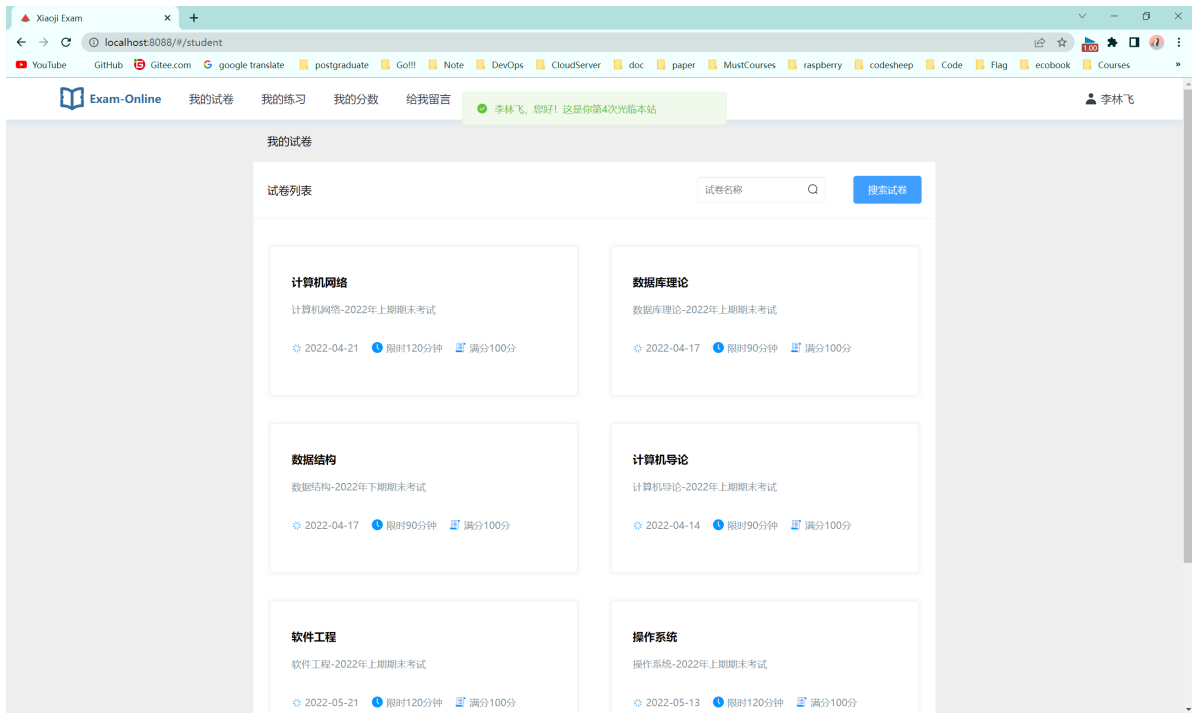 Xiaoji Exam
localhost:8088/#/student
1.00
YouTube GitHub Gitee.com google translate postgraduate Go!!! Note DevOps CloudServer doc paper MustCourses raspberry codesheep Code Flag ecobook Courses »
Exam-Online 我的试卷 我的练习 我的分数 给我留言 李林飞
李林飞，您好！这是你第4次光临本站
我的试卷
试卷列表 试卷名称 搜索试卷
计算机网络 数据库理论
计算机网络-2022年上期期末考试 数据库理论-2022年上期期末考试
2022-04-21 限时120分钟 满分100分 2022-04-17 限时90分钟 满分100分
数据结构 计算机导论
数据结构-2022年下期期末考试 计算机导论-2022年上期期末考试
2022-04-17 限时90分钟 满分100分 2022-04-14 限时90分钟 满分100分
软件工程 操作系统
软件工程-2022年上期期末考试 操作系统-2022年上期期末考试
2022-05-21 限时120分钟 满分100分 2022-05-13 限时120分钟 满分100分